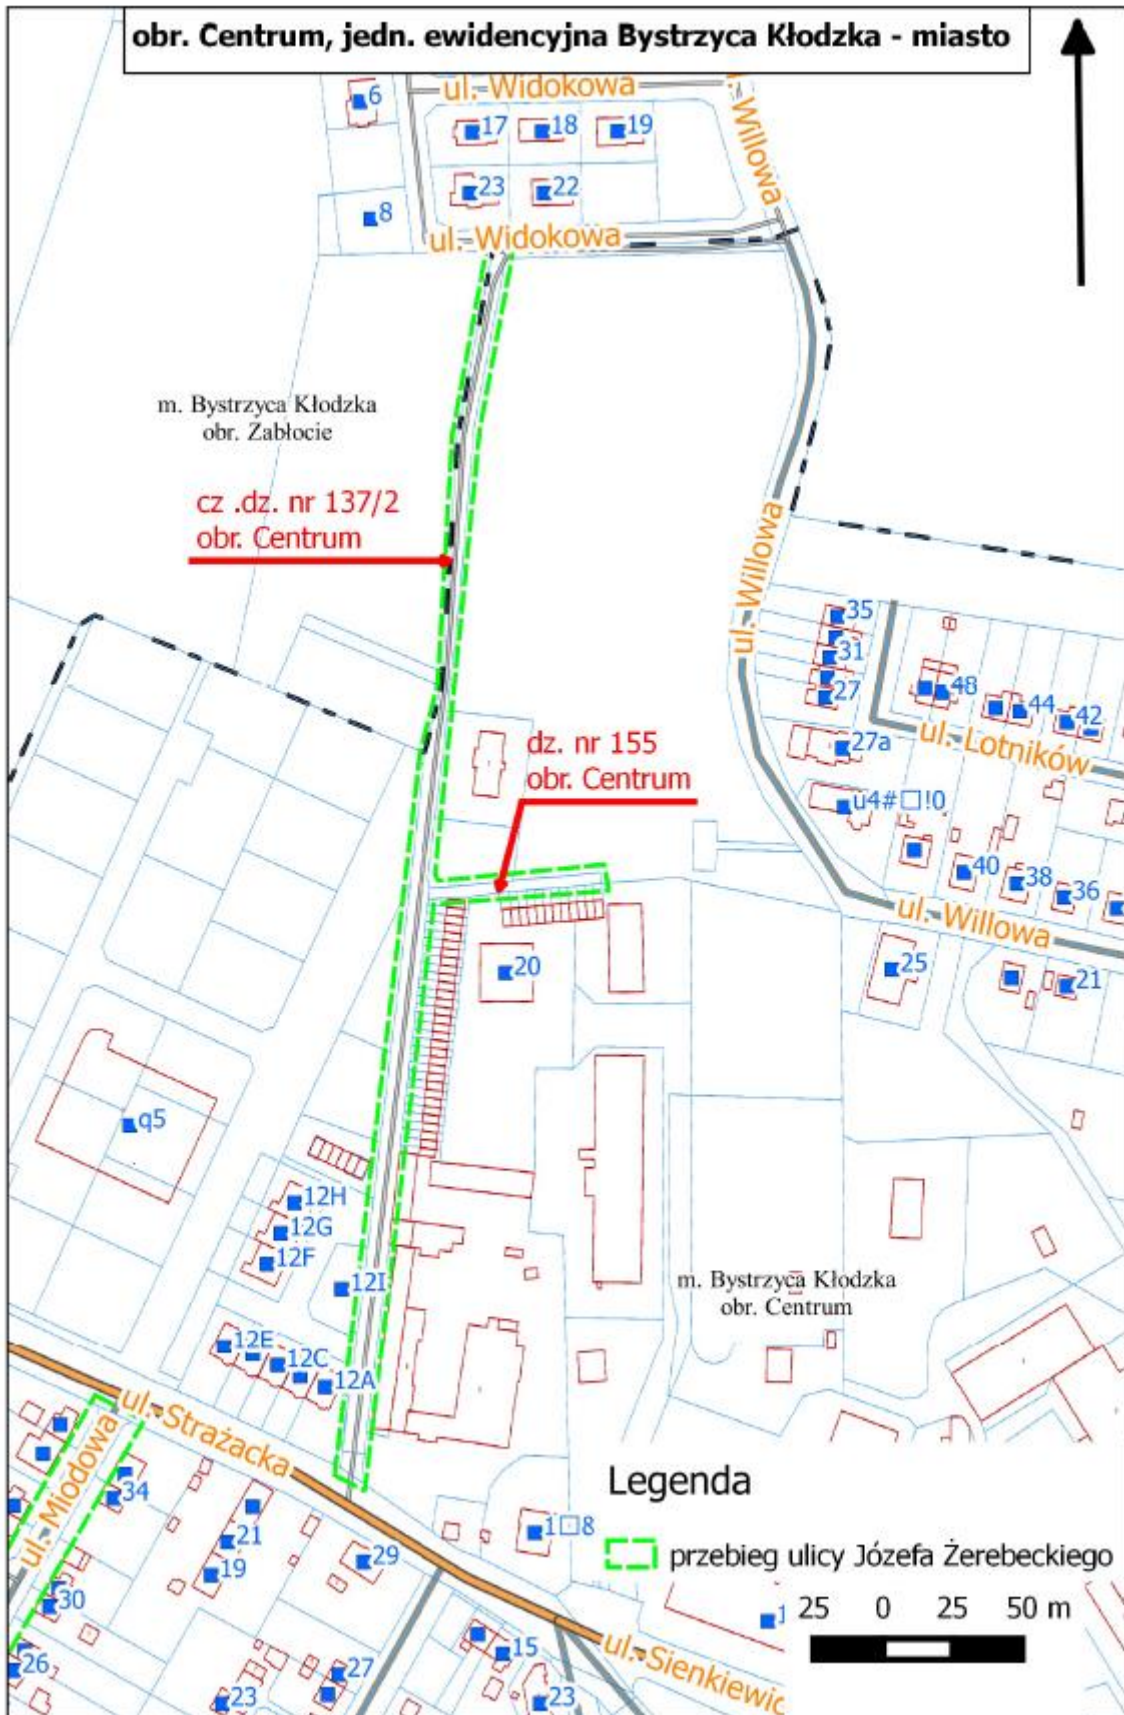 obr. Centrum, jedn. ewidencyjna Bystrzyca Kłodzka - miasto
ul. Widokowa
Willowa
6
17
18
19
23
22
8
ul. Widokowa
m. Bystrzyca Kłodzka
obr. Zabłocie
cz .dz. nr 137/2
obr. Centrum
ul. Willowa
35
31
27
48
44
42
ul. Lotników
27a
dz. nr 155
obr. Centrum
u4#□!0
40
38
36
ul. Willowa
20
25
21
q5
12H
12G
12F
12I
m. Bystrzyca Kłodzka
obr. Centrum
12E
12C
12A
ul. Strażacka
ul. Miodowa
34
21
19
29
30
26
23
27
15
23
1□8
ul. Sienkiewic
Legenda
przebieg ulicy Józefa Żerebeckiego
25 0 25 50 m